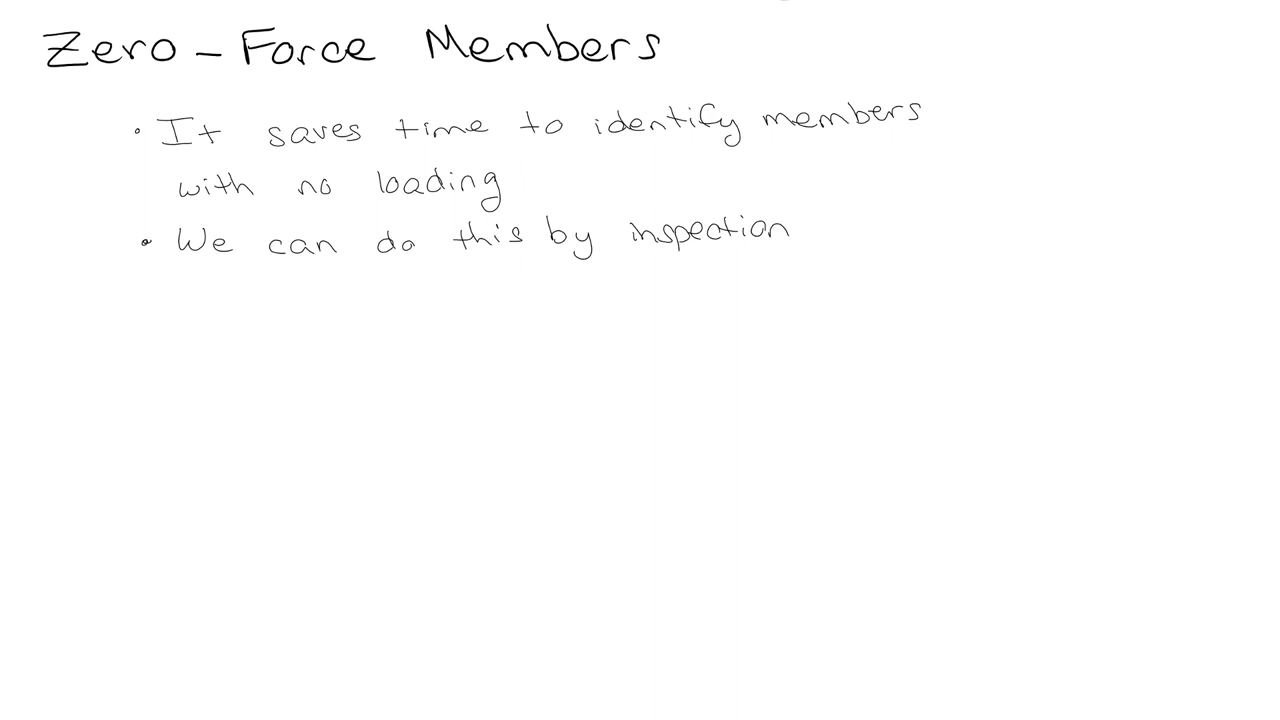 Zero - Force Members
• It saves time to identify members
with no loading
• We can do this by inspection